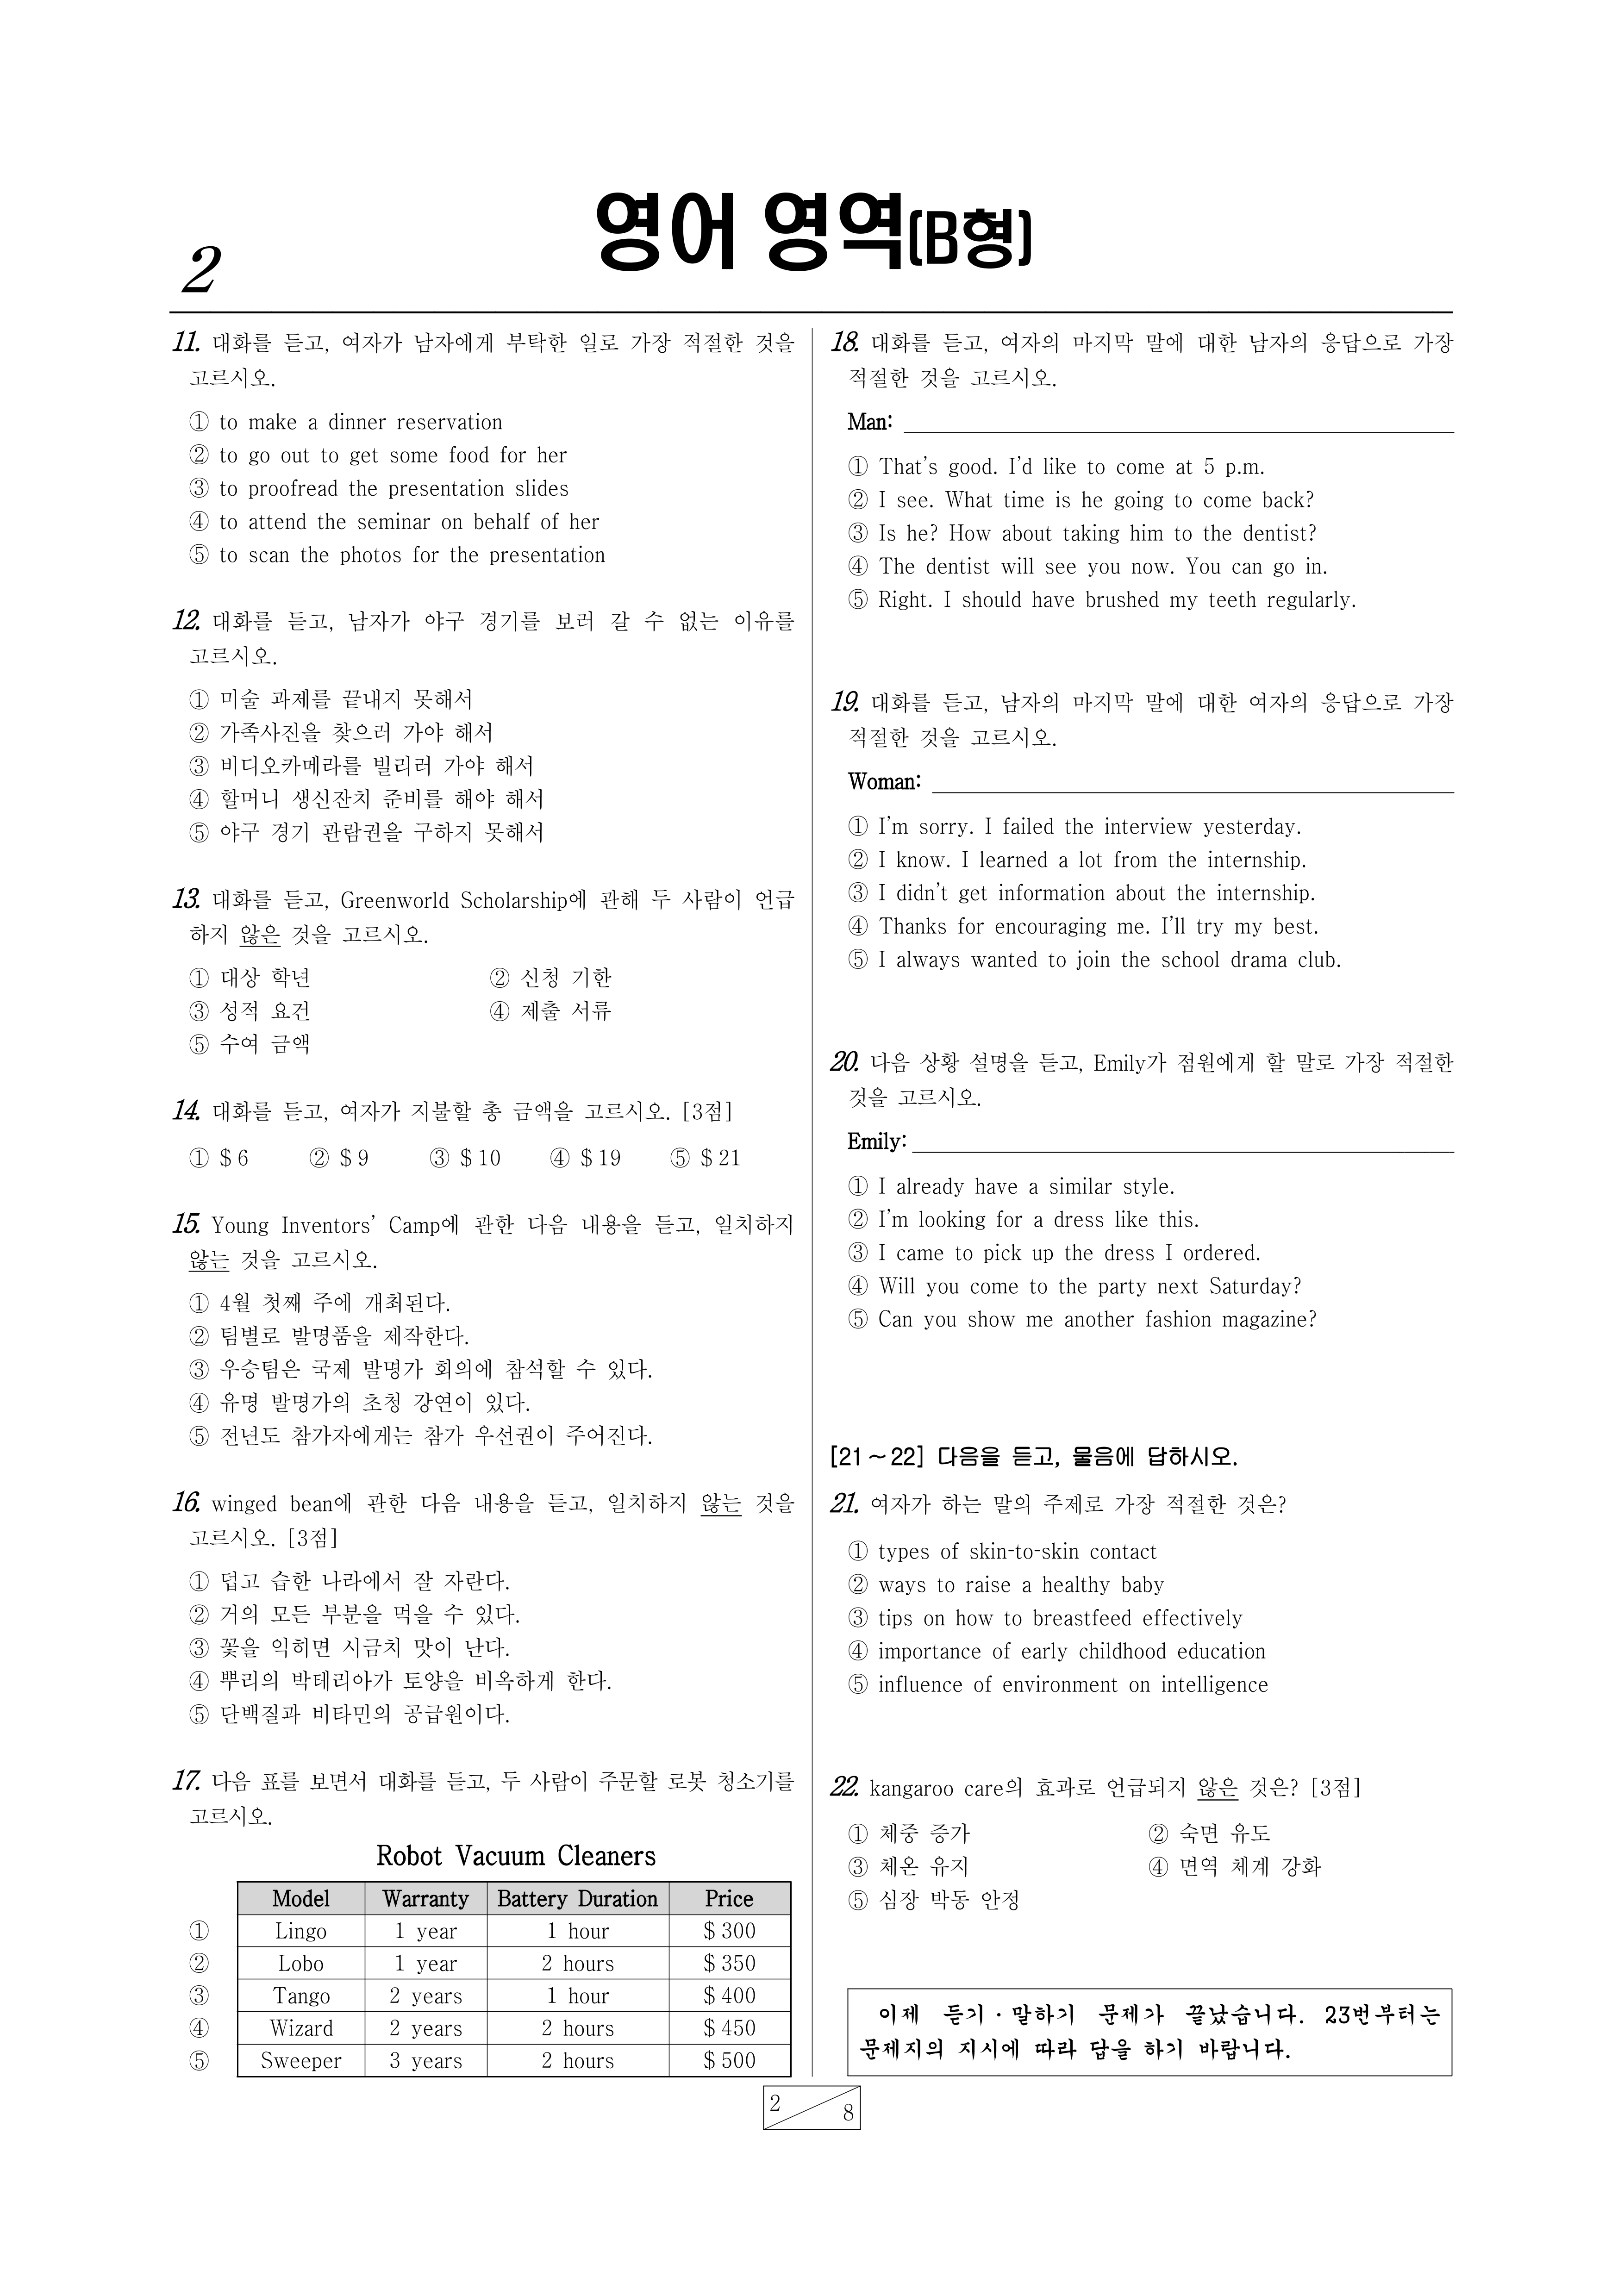 영어 영역(B형)
2
11. 대화를 듣고, 여자가 남자에게 부탁한 일로 가장 적절한 것을
고르시오.
① to make a dinner reservation
② to go out to get some food for her
③ to proofread the presentation slides
④ to attend the seminar on behalf of her
⑤ to scan the photos for the presentation
12. 대화를 듣고, 남자가 야구 경기를 보러 갈 수 없는 이유를
고르시오.
① 미술 과제를 끝내지 못해서
② 가족사진을 찾으러 가야 해서
③ 비디오카메라를 빌리러 가야 해서
④ 할머니 생신잔치 준비를 해야 해서
⑤ 야구 경기 관람권을 구하지 못해서
13. 대화를 듣고, Greenworld Scholarship에 관해 두 사람이 언급
하지 않은 것을 고르시오.
① 대상 학년 ② 신청 기한
③ 성적 요건 ④ 제출 서류
⑤ 수여 금액
14. 대화를 듣고, 여자가 지불할 총 금액을 고르시오. [3점]
① $ 6 ② $ 9 ③ $ 10 ④ $ 19 ⑤ $ 21
15. Young Inventors' Camp에 관한 다음 내용을 듣고, 일치하지
않는 것을 고르시오.
① 4월 첫째 주에 개최된다.
② 팀별로 발명품을 제작한다.
③ 우승팀은 국제 발명가 회의에 참석할 수 있다.
④ 유명 발명가의 초청 강연이 있다.
⑤ 전년도 참가자에게는 참가 우선권이 주어진다.
16. winged bean에 관한 다음 내용을 듣고, 일치하지 않는 것을
고르시오. [3점]
① 덥고 습한 나라에서 잘 자란다.
② 거의 모든 부분을 먹을 수 있다.
③ 꽃을 익히면 시금치 맛이 난다.
④ 뿌리의 박테리아가 토양을 비옥하게 한다.
⑤ 단백질과 비타민의 공급원이다.
17. 다음 표를 보면서 대화를 듣고, 두 사람이 주문할 로봇 청소기를
고르시오.
Robot Vacuum Cleaners
Model Warranty Battery Duration Price
① Lingo 1 year 1 hour $ 300
② Lobo 1 year 2 hours $ 350
③ Tango 2 years 1 hour $ 400
④ Wizard 2 years 2 hours $ 450
⑤ Sweeper 3 years 2 hours $ 500
18. 대화를 듣고, 여자의 마지막 말에 대한 남자의 응답으로 가장
적절한 것을 고르시오.
Man:
① That's good. I'd like to come at 5 p.m.
② I see. What time is he going to come back?
③ Is he? How about taking him to the dentist?
④ The dentist will see you now. You can go in.
⑤ Right. I should have brushed my teeth regularly.
19. 대화를 듣고, 남자의 마지막 말에 대한 여자의 응답으로 가장
적절한 것을 고르시오.
Woman:
① I'm sorry. I failed the interview yesterday.
② I know. I learned a lot from the internship.
③ I didn't get information about the internship.
④ Thanks for encouraging me. I'll try my best.
⑤ I always wanted to join the school drama club.
20. 다음 상황 설명을 듣고, Emily가 점원에게 할 말로 가장 적절한
것을 고르시오.
Emily:
① I already have a similar style.
② I'm looking for a dress like this.
③ I came to pick up the dress I ordered.
④ Will you come to the party next Saturday?
⑤ Can you show me another fashion magazine?
[21~22] 다음을 듣고, 물음에 답하시오.
21. 여자가 하는 말의 주제로 가장 적절한 것은?
① types of skin-to-skin contact
② ways to raise a healthy baby
③ tips on how to breastfeed effectively
④ importance of early childhood education
⑤ influence of environment on intelligence
22. kangaroo care의 효과로 언급되지 않은 것은? [3점]
① 체중 증가 ② 숙면 유도
③ 체온 유지 ④ 면역 체계 강화
⑤ 심장 박동 안정
이제 듣기·말하기 문제가 끝났습니다. 23번부터는
문제지의 지시에 따라 답을 하기 바랍니다.
2 8